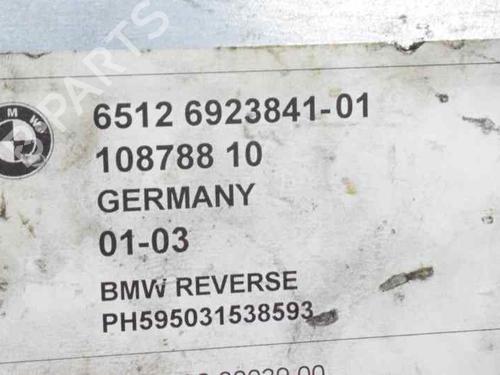 PARTS
BMW
6512 6923841-01
108788 10
GERMANY
01-03
BMW REVERSE
PH595031538593